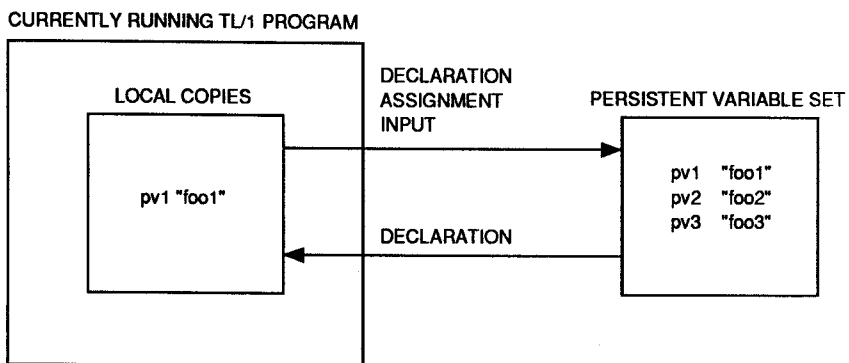 CURRENTLY RUNNING TL/1 PROGRAM
LOCAL COPIES
pv1 "foo1"
DECLARATION
ASSIGNMENT
INPUT
DECLARATION
PERSISTENT VARIABLE SET
pv1 "foo1"
pv2 "foo2"
pv3 "foo3"